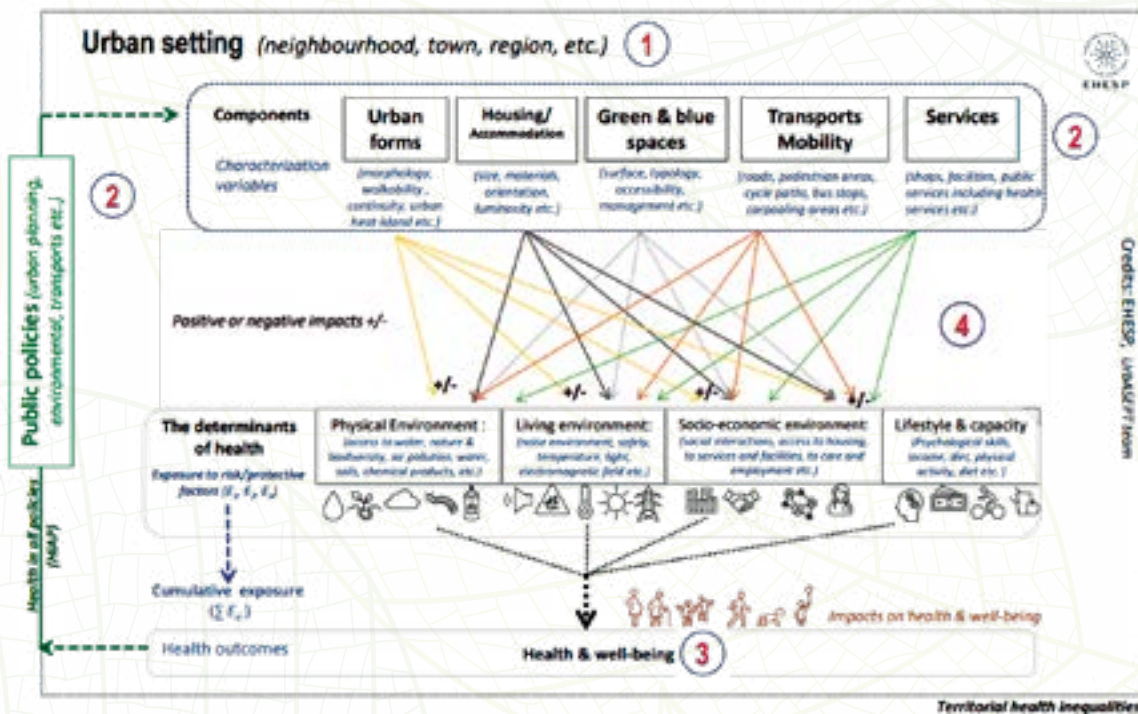 Urban setting (neighbourhood, town, region, etc.) 1
EHESP
Components
Characterization
variables
Urban
forms
(morphology,
walkability,
continuity, urban
heat island etc.)
Housing/
Accommodation
(size, materials,
orientation,
luminosity etc.)
Green & blue
spaces
(surface, typology,
accessibility,
management etc.)
Transports
Mobility
(roads, pedestrian areas,
cycle paths, bus stops,
carpooling areas etc.)
Services
(shops, facilities, public
services including health
services etc.)
2
2
Public policies (urban planning,
environmental, transports etc.)
Positive or negative impacts +/-
4
+/-
+/-
+/-
+/-
The determinants
of health
Exposure to risk/protective
factors
Physical Environment :
(access to water, nature &
biodiversity, air pollution, water,
soils, chemical products, etc.)
Living environment:
(noise environment, safety,
temperature, light,
electromagnetic field etc.)
Socio-economic environment:
(social interactions, access to housing,
to services and facilities, to care and
employment etc.)
Lifestyle & capacity
(Psychological skills,
income, physical
activity, diet etc. )
Health in all policies
(HiAP)
Cumulative exposure
Impacts on health & well-being
Health outcomes
Health & well-being 3
Territorial health inequalities
Credits: EHESP, team